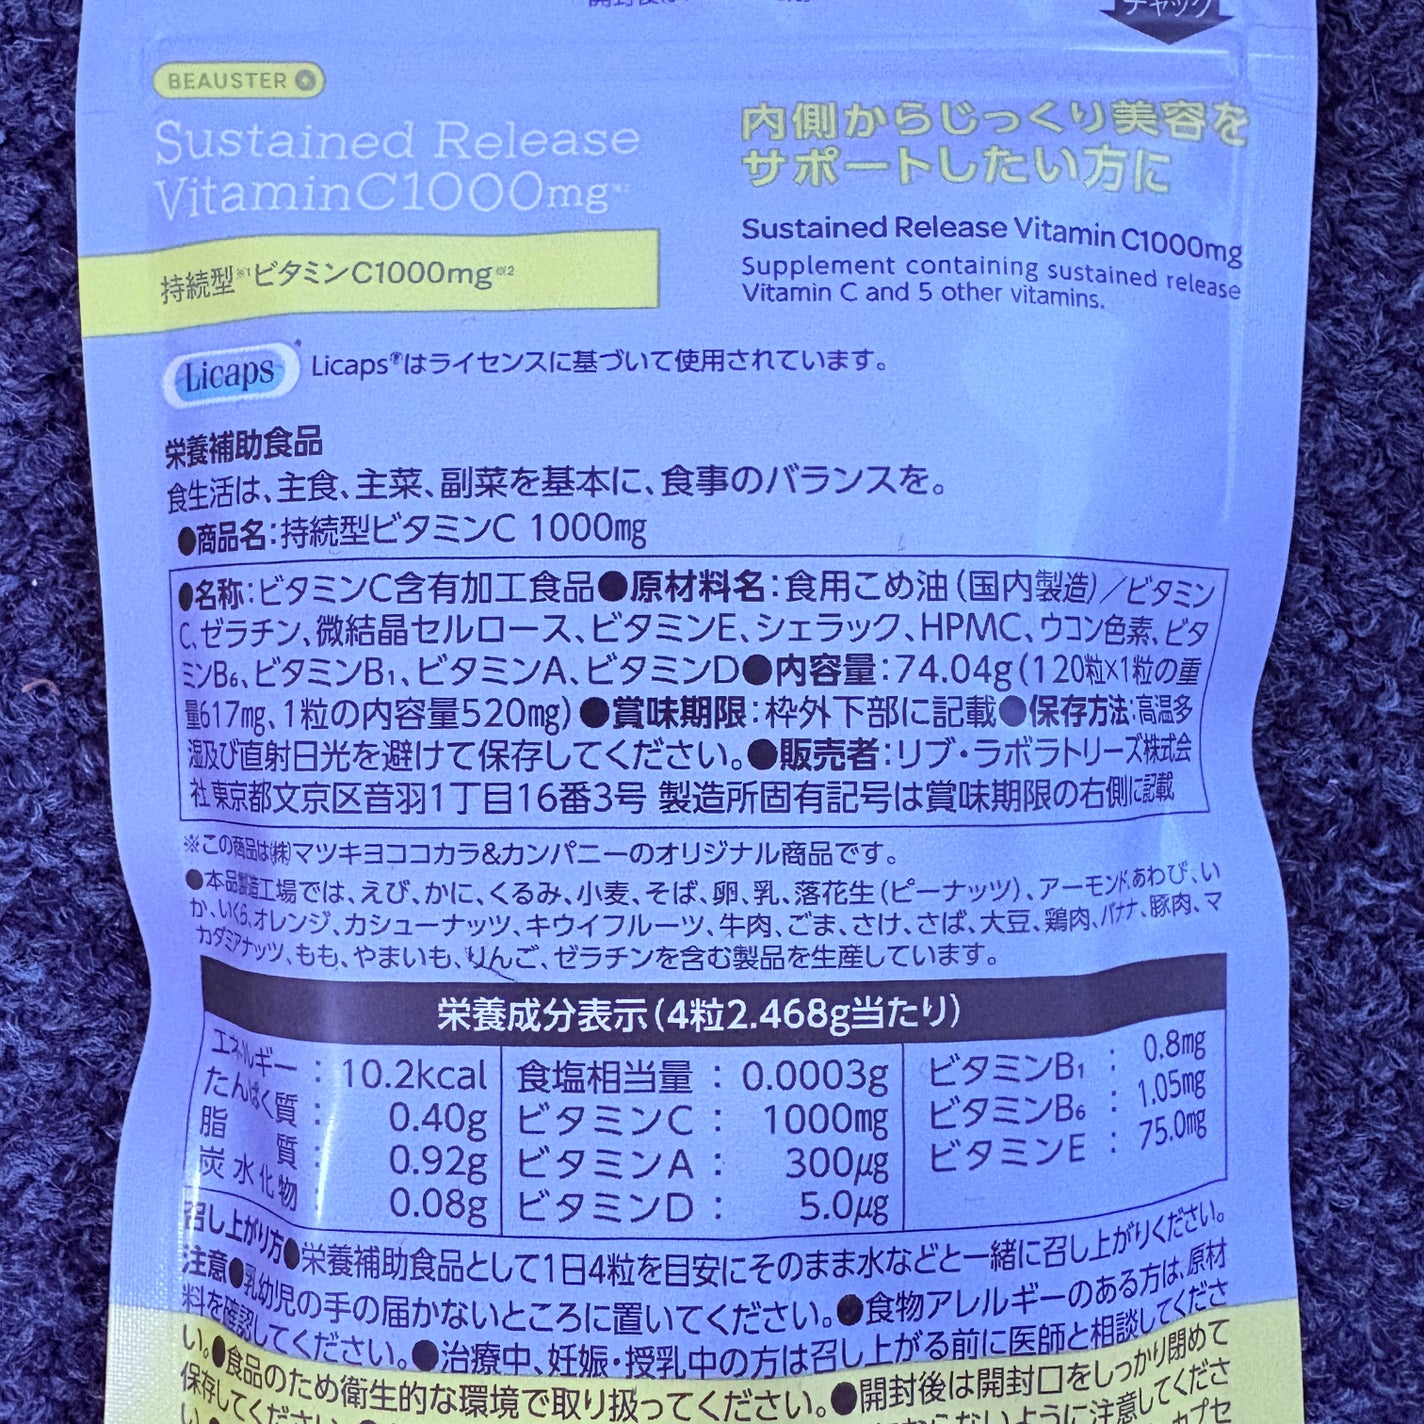 チャック
BEAUSTER
Sustained Release
VitaminC1000mg※2
持続型※1ビタミンC1000mg※2
内側からじっくり美容を
サポートしたい方に
Sustained Release Vitamin C1000mg
Supplement containing sustained release
Vitamin C and 5 other vitamins.
Licaps Licaps®はライセンスに基づいて使用されています。
栄養補助食品
食生活は、主食、主菜、副菜を基本に、食事のバランスを。
●商品名:持続型ビタミンC 1000mg
●名称:ビタミンC含有加工食品●原材料名:食用こめ油(国内製造)/ビタミン
C、ゼラチン、微結晶セルロース、ビタミンE、シェラック、HPMC、ウコン色素、ビタ
ミンB6、ビタミンB1、ビタミンA、ビタミンD●内容量:74.04g(120粒×1粒の重
量617mg、1粒の内容量520mg)●賞味期限:枠外下部に記載●保存方法:高温多
湿及び直射日光を避けて保存してください。●販売者:リブ・ラボラトリーズ株式会
社 東京都文京区音羽1丁目16番3号 製造所固有記号は賞味期限の右側に記載
※この商品は(株)マツキヨココカラ&カンパニーのオリジナル商品です。
●本品製造工場では、えび、かに、くるみ、小麦、そば、卵、乳、落花生(ピーナッツ)、アーモンド、あわび、い
か、いくら、オレンジ、カシューナッツ、キウイフルーツ、牛肉、ごま、さけ、さば、大豆、鶏肉、バナナ、豚肉、マ
カダミアナッツ、もも、やまいも、りんご、ゼラチンを含む製品を生産しています。
栄養成分表示(4粒2.468g当たり)
エネルギー : 10.2kcal
たんぱく質 : 0.40g
脂質 : 0.92g
炭水化物 : 0.08g
食塩相当量 : 0.0003g
ビタミンC : 1000mg
ビタミンA : 300μg
ビタミンD : 5.0μg
ビタミンB1 : 0.8mg
ビタミンB6 : 1.05mg
ビタミンE : 75.0mg
召し上がり方●栄養補助食品として1日4粒を目安にそのまま水などと一緒に召し上がりください。
注意●乳幼児の手の届かないところに置いてください。●食物アレルギーのある方は、原材
料を確認してください。●治療中、妊娠・授乳中の方は召し上がる前に医師と相談してくださ
い。●食品のため衛生的な環境で取り扱ってください。●開封後は開封口をしっかり閉めて
保存してください。
ように注意してくださ
カプセ